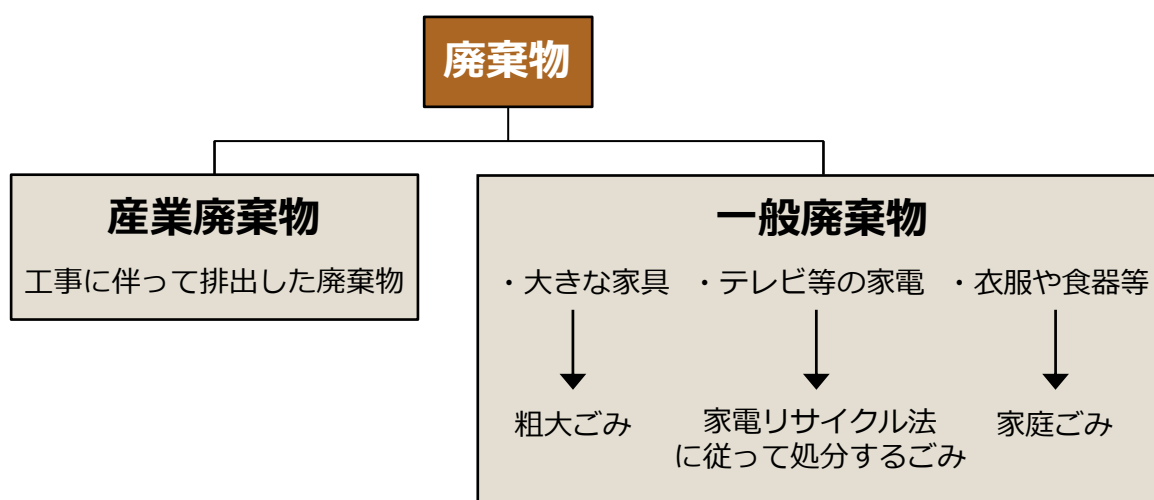 廃棄物
産業廃棄物
工事に伴って排出した廃棄物
一般廃棄物
・大きな家具
・テレビ等の家電
・衣服や食器等
粗大ごみ
家電リサイクル法
に従って処分するごみ
家庭ごみ